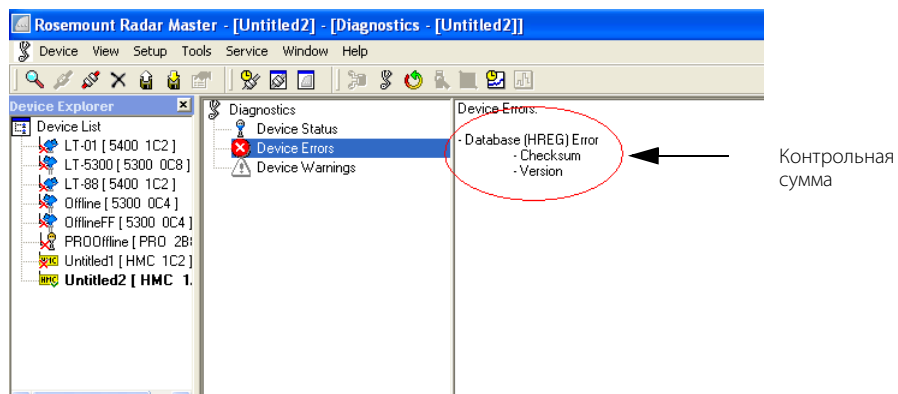 Rosemount Radar Master - [Untitled2] - [Diagnostics - [Untitled2]]
Device View Setup Tools Service Window Help
Device Explorer
Device List
LT-01 [ 5400 1C2 ]
LT-5300 [ 5300 0C8 ]
LT-88 [ 5400 1C2 ]
Offline [ 5300 0C4 ]
OfflineFF [ 5300 0C4 ]
PROOffline [ PRO 2B
HMC Untitled1 [ HMC 1C2 ]
HMC Untitled2 [ HMC 1.
Diagnostics
Device Status
Device Errors
Device Warnings
Device Errors:
- Database (HREG) Error
- Checksum
- Version
Контрольная
сумма